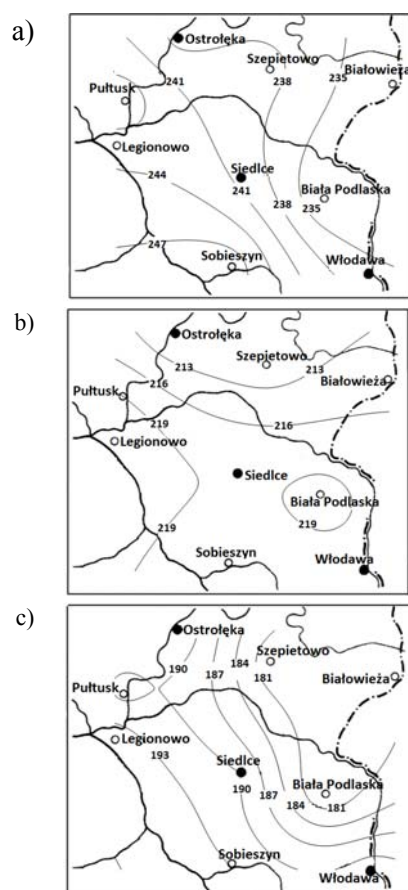 a)
Ostrołęka
Szepietowo
241
238
235
Białowieża
Pułtusk
Legionowo
Siedlce
244
241
Biała Podlaska
238
235
247
Sobieszyn
Włodawa
b)
Ostrołęka
Szepietowo
213
213
Białowieża
216
Pułtusk
219
216
Legionowo
Siedlce
Biała Podlaska
219
219
Sobieszyn
Włodawa
c)
Ostrołęka
190
184
Szepietowo
187
181
Białowieża
Pułtusk
Legionowo
193
Siedlce
190
187
Biała Podlaska
184
181
Sobieszyn
Włodawa